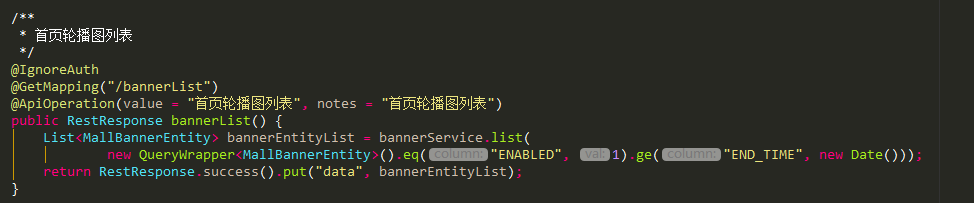 /**
 * 首页轮播图列表
 */
@IgnoreAuth
@GetMapping("/bannerList")
@ApiOperation(value = "首页轮播图列表", notes = "首页轮播图列表")
public RestResponse bannerList() {
    List<MallBannerEntity> bannerEntityList = bannerService.list(
            new QueryWrapper<MallBannerEntity>().eq( column: "ENABLED", val: 1).ge( column: "END_TIME", new Date()));
    return RestResponse.success().put("data", bannerEntityList);
}